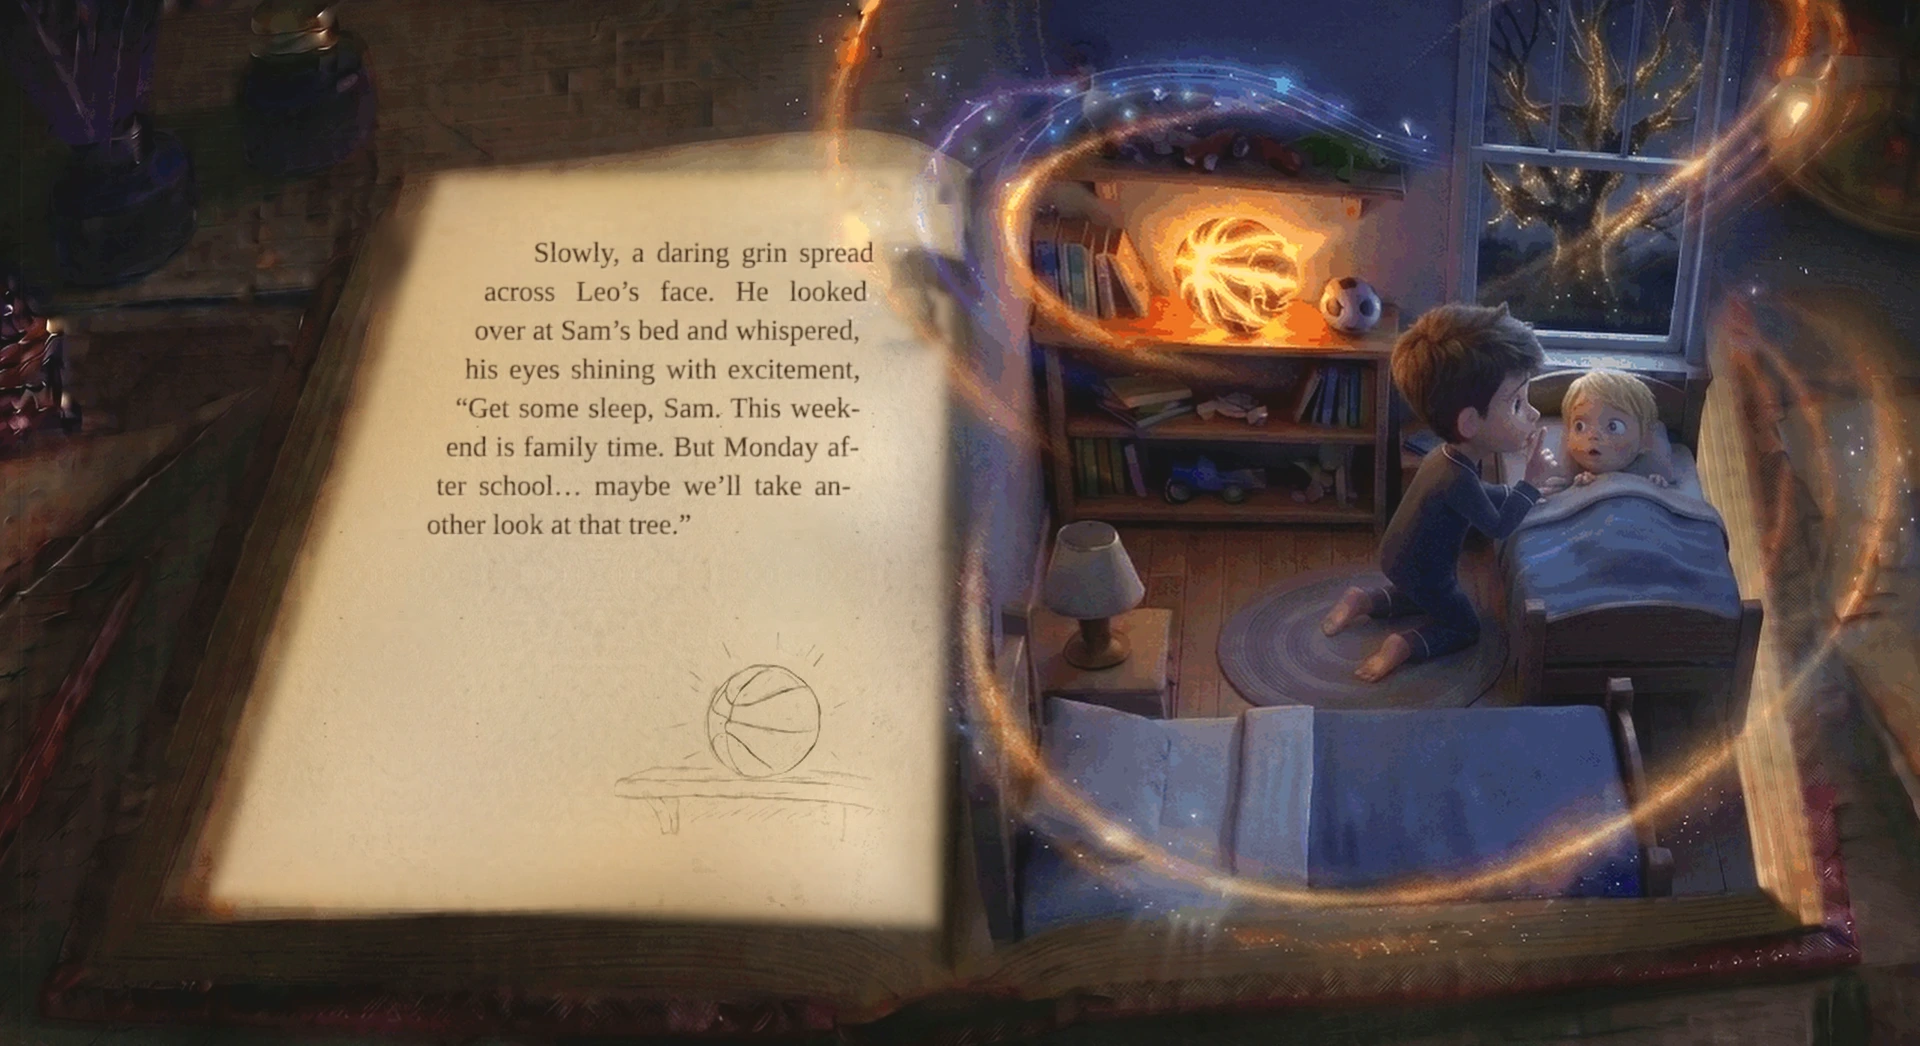 Slowly, a daring grin spread
across Leo’s face. He looked
over at Sam’s bed and whispered,
his eyes shining with excitement,
“Get some sleep, Sam. This week-
end is family time. But Monday af-
ter school… maybe we’ll take an-
other look at that tree.”